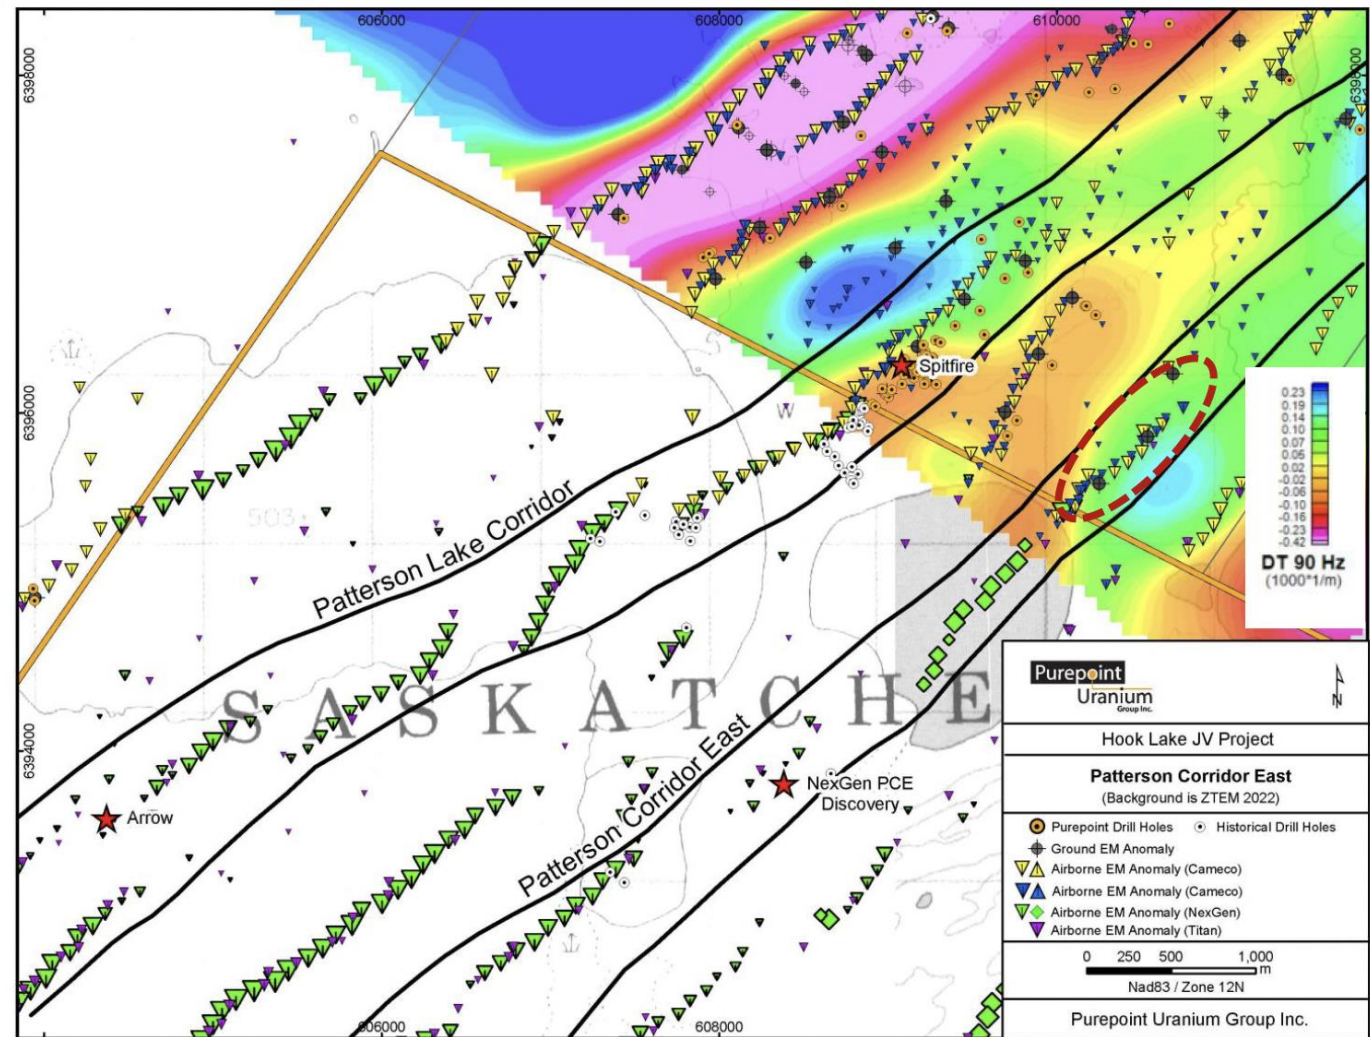 606000
608000
610000
6398000
6398000
Spitfire
6396000
W
503
Patterson Lake Corridor
SASKATCHE
6394000
Arrow
Patterson Corridor East
NexGen PCE
Discovery
606000
608000
0.23
0.19
0.14
0.10
0.07
0.05
-0.02
-0.06
-0.10
-0.15
-0.23
-0.42
DT 90 Hz
(1000*1/m)
Purepoint
Uranium
Group Inc.
N
Hook Lake JV Project
Patterson Corridor East
(Background is ZTEM 2022)
Purepoint Drill Holes
Historical Drill Holes
Ground EM Anomaly
Airborne EM Anomaly (Cameco)
Airborne EM Anomaly (Cameco)
Airborne EM Anomaly (NexGen)
Airborne EM Anomaly (Titan)
0 250 500 1,000
m
Nad83 / Zone 12N
Purepoint Uranium Group Inc.